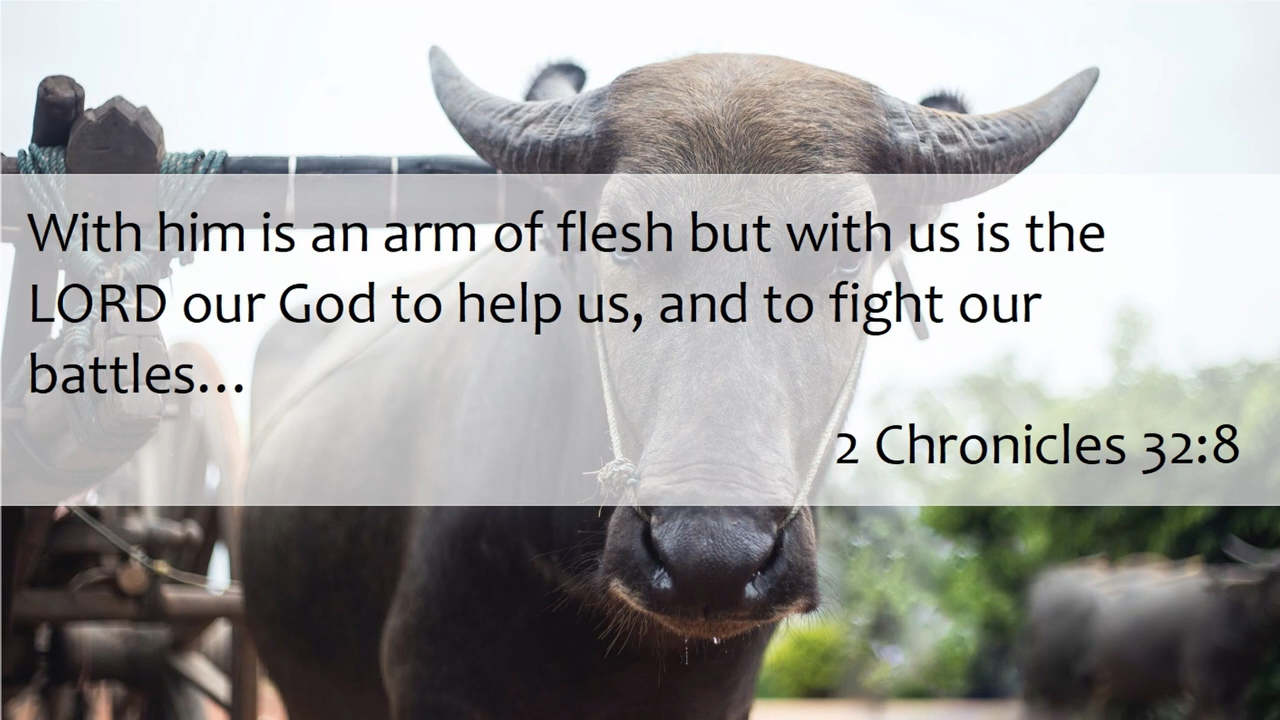 With him is an arm of flesh but with us is the
LORD our God to help us, and to fight our
battles…
2 Chronicles 32:8